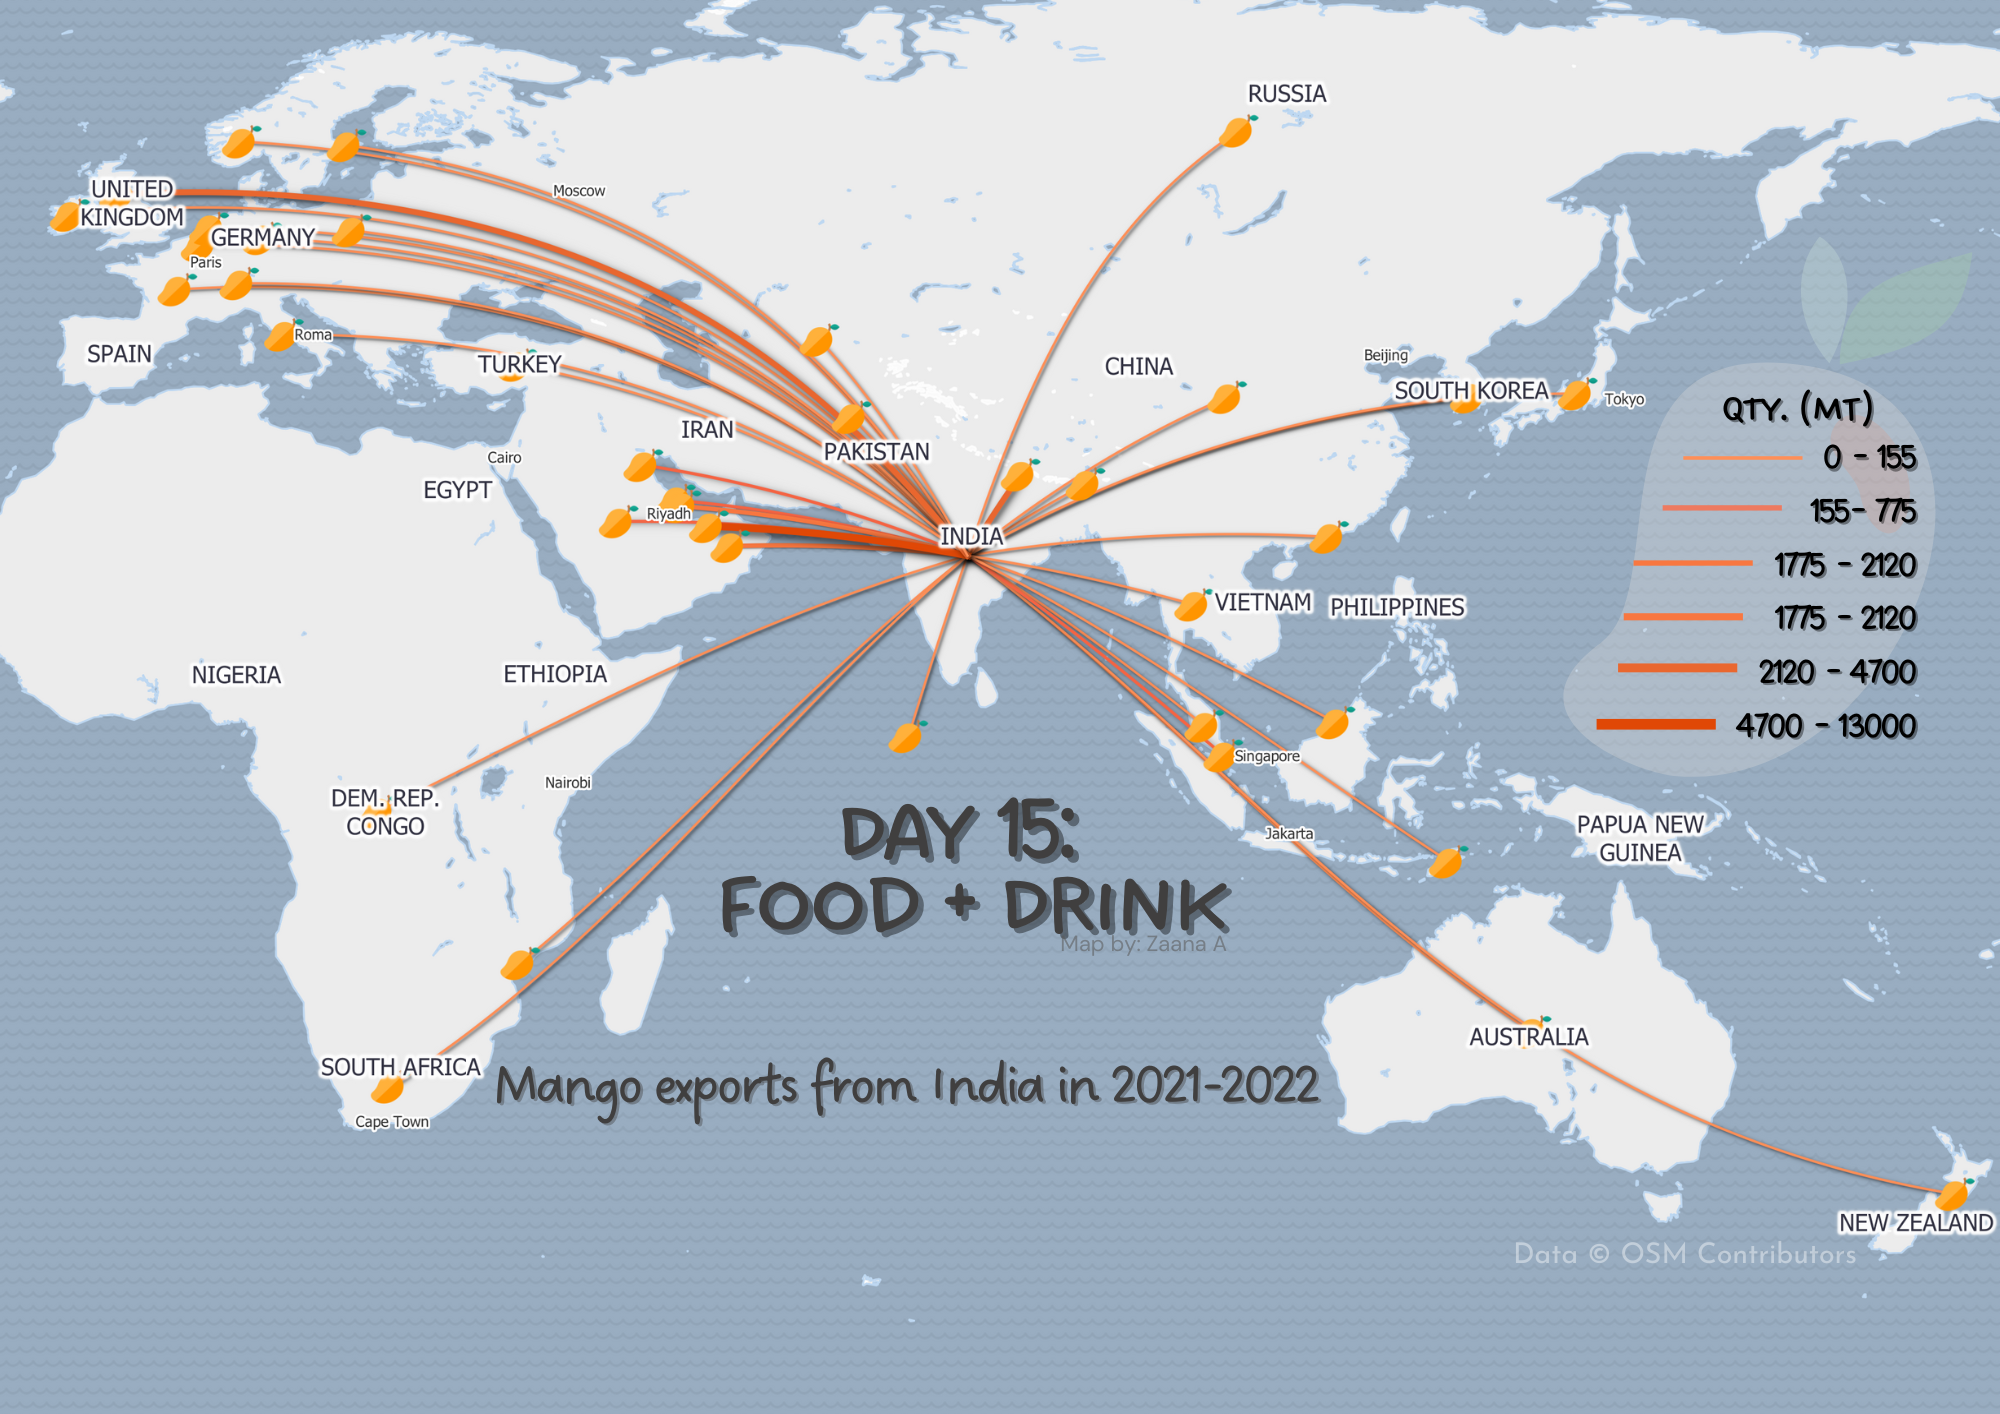 RUSSIA
UNITED
KINGDOM
Moscow
GERMANY
Paris
SPAIN
Roma
TURKEY
CHINA
Beijing
SOUTH KOREA
Tokyo
IRAN
PAKISTAN
Cairo
EGYPT
Riyadh
INDIA
QTY. (MT)
0 - 155
155- 775
1775 - 2120
1775 - 2120
2120 - 4700
4700 - 13000
VIETNAM
PHILIPPINES
NIGERIA
ETHIOPIA
Singapore
DEM. REP.
CONGO
Nairobi
Jakarta
PAPUA NEW
GUINEA
DAY 15:
FOOD + DRINK
Map by: Zaana A
AUSTRALIA
SOUTH AFRICA
Cape Town
Mango exports from India in 2021-2022
NEW ZEALAND
Data © OSM Contributors